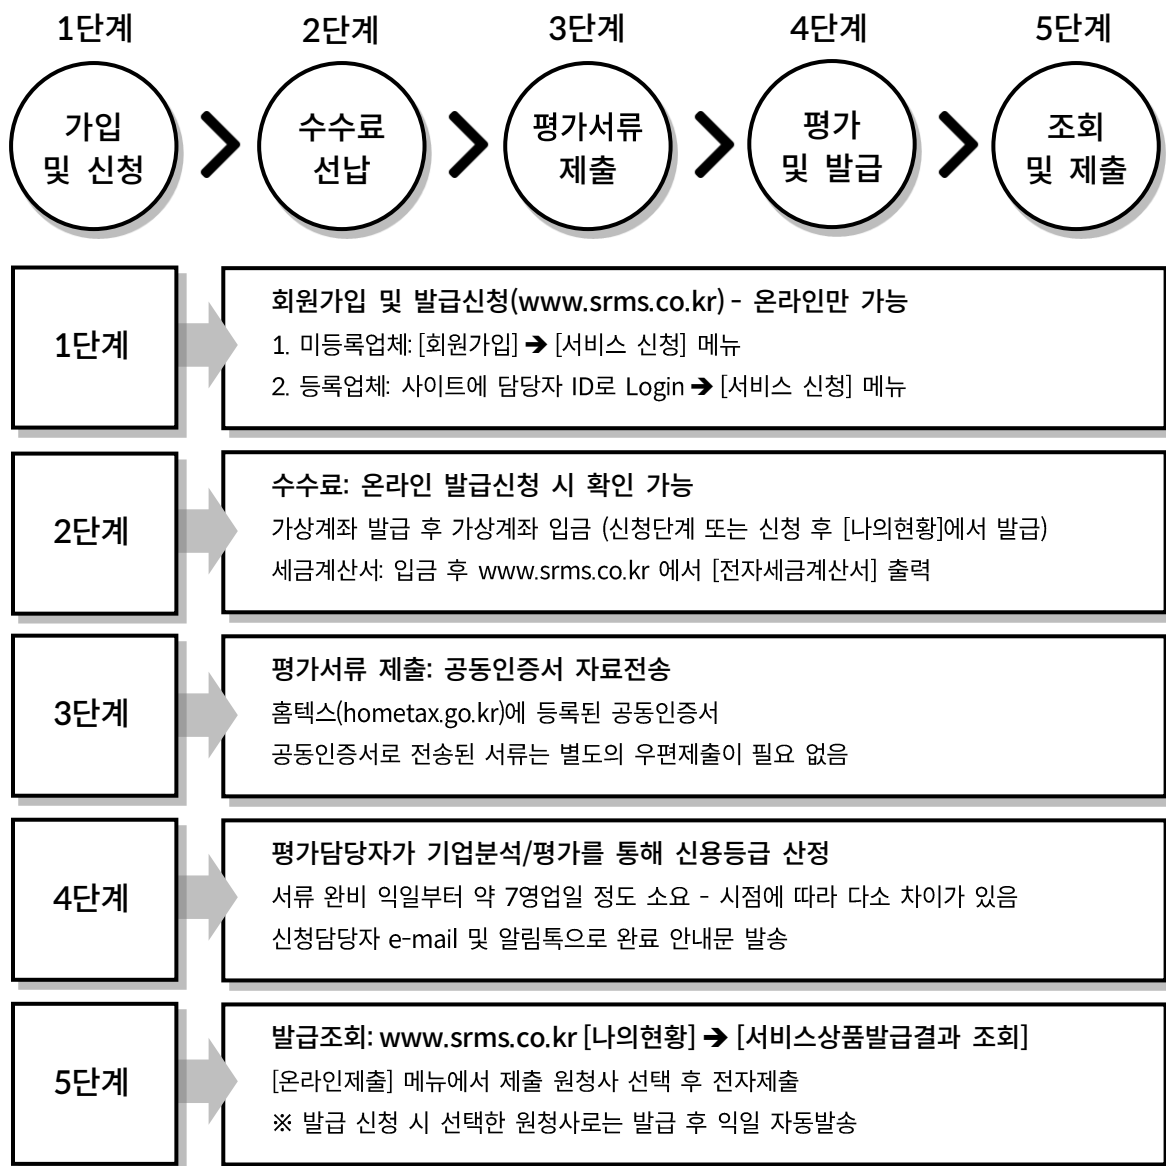 1단계
2단계
3단계
4단계
5단계
가입
및 신청
수수료
선납
평가서류
제출
평가
및 발급
조회
및 제출
1단계
회원가입 및 발급신청(www.srms.co.kr) - 온라인만 가능
1. 미등록업체: [회원가입] ➔ [서비스 신청] 메뉴
2. 등록업체: 사이트에 담당자 ID로 Login ➔ [서비스 신청] 메뉴
2단계
수수료: 온라인 발급신청 시 확인 가능
가상계좌 발급 후 가상계좌 입금 (신청단계 또는 신청 후 [나의현황]에서 발급)
세금계산서: 입금 후 www.srms.co.kr 에서 [전자세금계산서] 출력
3단계
평가서류 제출: 공동인증서 자료전송
홈텍스(hometax.go.kr)에 등록된 공동인증서
공동인증서로 전송된 서류는 별도의 우편제출이 필요 없음
4단계
평가담당자가 기업분석/평가를 통해 신용등급 산정
서류 완비 익일부터 약 7영업일 정도 소요 - 시점에 따라 다소 차이가 있음
신청담당자 e-mail 및 알림톡으로 완료 안내문 발송
5단계
발급조회: www.srms.co.kr [나의현황] ➔ [서비스상품발급결과 조회]
[온라인제출] 메뉴에서 제출 원청사 선택 후 전자제출
※ 발급 신청 시 선택한 원청사로는 발급 후 익일 자동발송